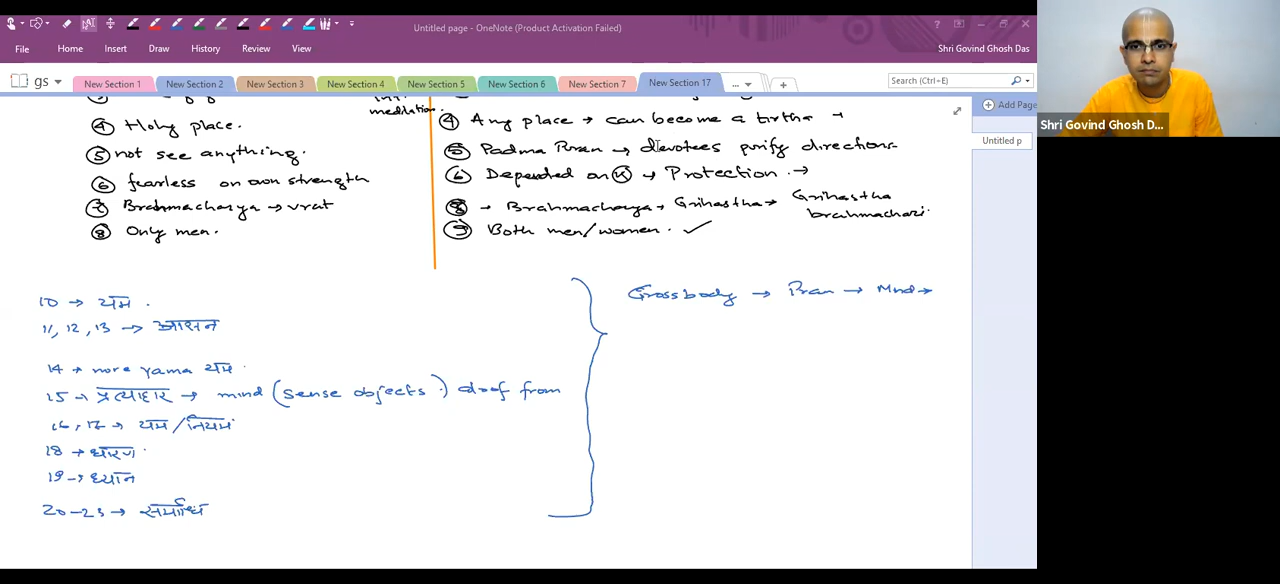 Untitled page - OneNote (Product Activation Failed)
File Home Insert Draw History Review View
Shri Govind Ghosh Das
gs New Section 1 New Section 2 New Section 3 New Section 4 New Section 5 New Section 6 New Section 7 New Section 17 ...
Search (Ctrl+E)
Add Page
Untitled p
Shri Govind Ghosh D...
meditation.
④ Holy place.
⑤ not see anything.
⑥ fearless on own strength
⑦ Brahmacharya → vrat
⑧ Only men.
④ Any place → can become a tirtha →
⑤ Padma Puran → devotees purify directions
⑥ Depended on Ⓚ → Protection. →
⑧ → Brahmacharya → Grihastha → Grihastha brahmachari.
⑨ Both men/women. ✓
10 → यम.
11, 12, 13 → आसन
14 → more yama यम.
15 → प्रत्याहार → mind (sense objects.) aloof from
16, 17 → यम/नियम
18 → धारण
19 → ध्यान
20-23 → समाधि
Gross body → Pran → Mind →